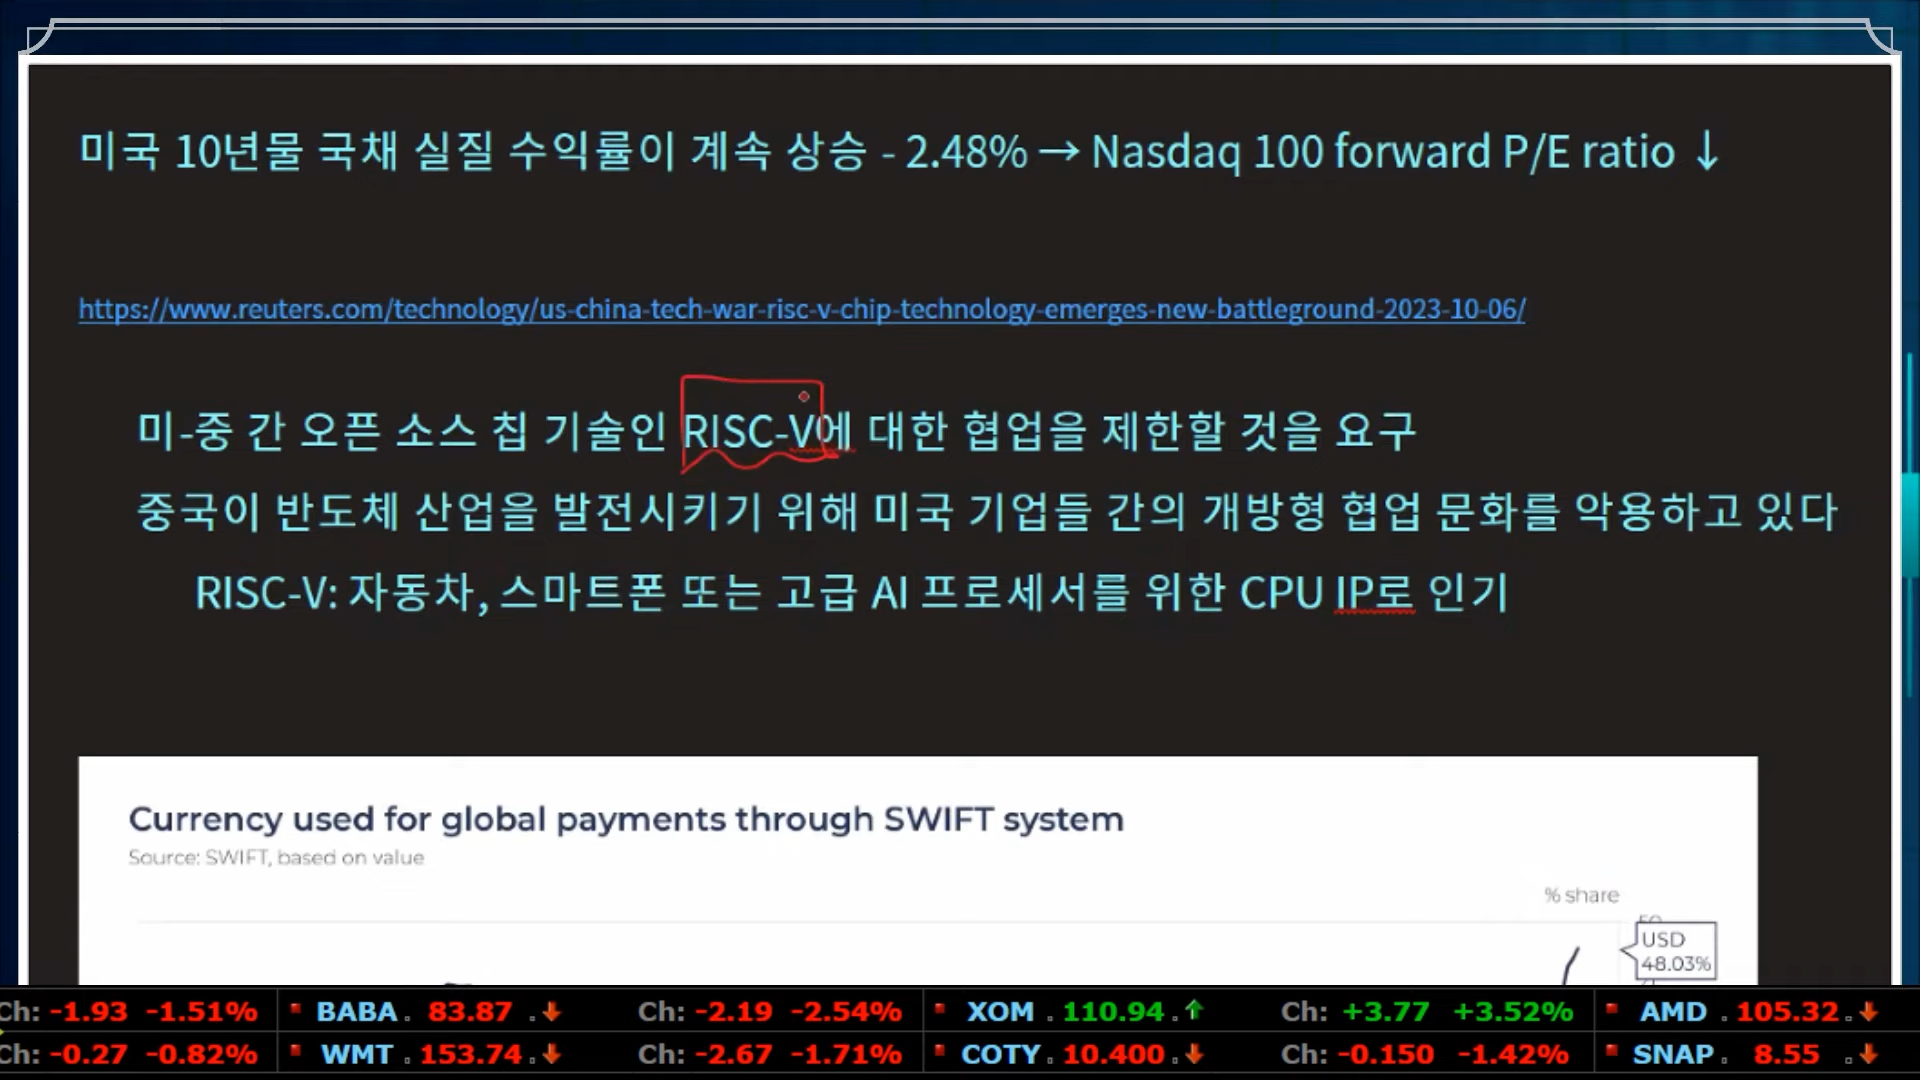 미국 10년물 국채 실질 수익률이 계속 상승 - 2.48% → Nasdaq 100 forward P/E ratio ↓
https://www.reuters.com/technology/us-china-tech-war-risc-v-chip-technology-emerges-new-battleground-2023-10-06/
미-중 간 오픈 소스 칩 기술인 RISC-V에 대한 협업을 제한할 것을 요구
중국이 반도체 산업을 발전시키기 위해 미국 기업들 간의 개방형 협업 문화를 악용하고 있다
RISC-V: 자동차, 스마트폰 또는 고급 AI 프로세서를 위한 CPU IP로 인기
Currency used for global payments through SWIFT system
Source: SWIFT, based on value
% share
USD
48.03%
Ch: -1.93 -1.51% BABA 83.87 Ch: -2.19 -2.54% XOM 110.94 Ch: +3.77 +3.52% AMD 105.32
Ch: -0.27 -0.82% WMT 153.74 Ch: -2.67 -1.71% COTY 10.400 Ch: -0.150 -1.42% SNAP 8.55